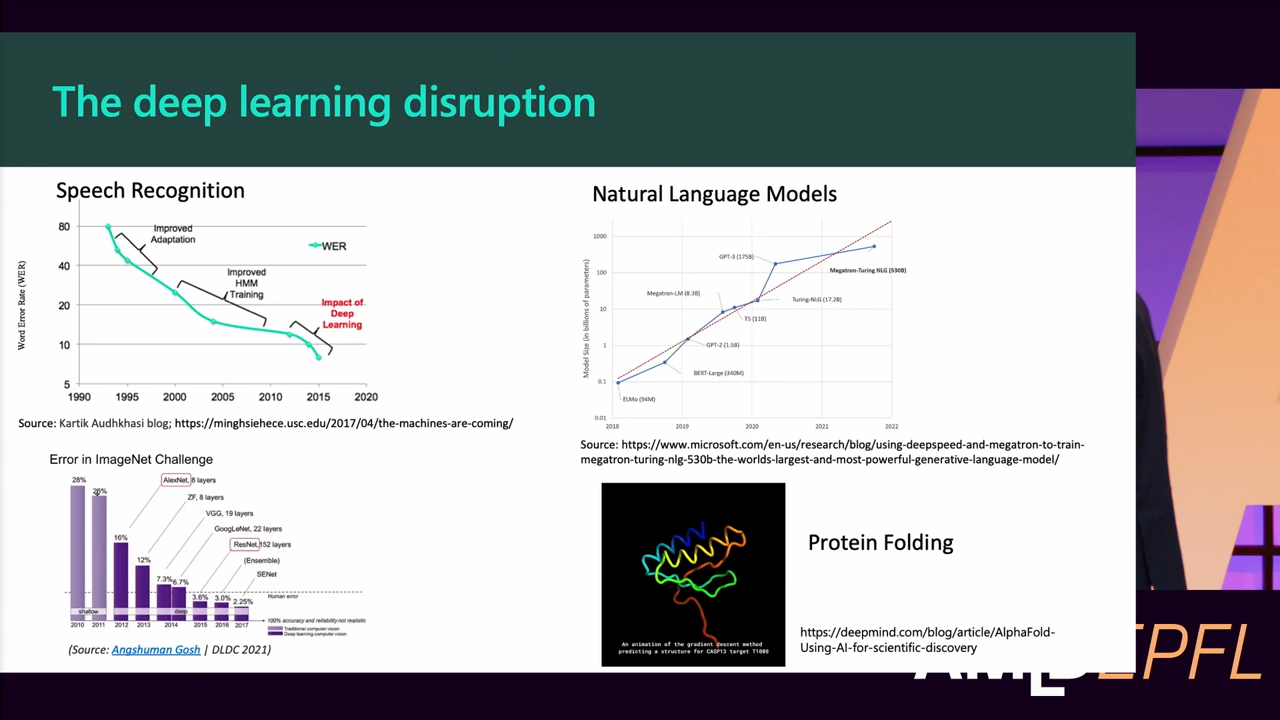 The deep learning disruption
Speech Recognition
Word Error Rate (WER)
80
40
20
10
5
1990
1995
2000
2005
2010
2015
2020
Improved
Adaptation
WER
Improved
HMM
Training
Impact of
Deep
Learning
Source: Kartik Audhkhasi blog; https://minghsiehece.usc.edu/2017/04/the-machines-are-coming/
Error in ImageNet Challenge
28%
26%
16%
12%
7.3%
6.7%
3.6%
3.0%
2.25%
AlexNet, 8 layers
ZF, 8 layers
VGG, 19 layers
GoogLeNet, 22 layers
ResNet, 152 layers
(Ensemble)
SENet
Human error
shallow
deep
2010
2011
2012
2013
2014
2015
2016
2017
100% accuracy and reliability not realistic
Traditional computer vision
Deep learning computer vision
(Source: Angshuman Gosh | DLDC 2021)
Natural Language Models
Model Size (in billions of parameters)
1000
100
10
1
0.1
0.01
2018
2019
2020
2021
2022
GPT-3 (175B)
Megatron-Turing NLG (530B)
Megatron-LM (8.3B)
Turing-NLG (17.2B)
T5 (11B)
GPT-2 (1.5B)
BERT-Large (340M)
ELMo (94M)
Source: https://www.microsoft.com/en-us/research/blog/using-deepspeed-and-megatron-to-train-
megatron-turing-nlg-530b-the-worlds-largest-and-most-powerful-generative-language-model/
An animation of the gradient descent method
predicting a structure for CASP13 target T1008
Protein Folding
https://deepmind.com/blog/article/AlphaFold-
Using-AI-for-scientific-discovery
EPFL